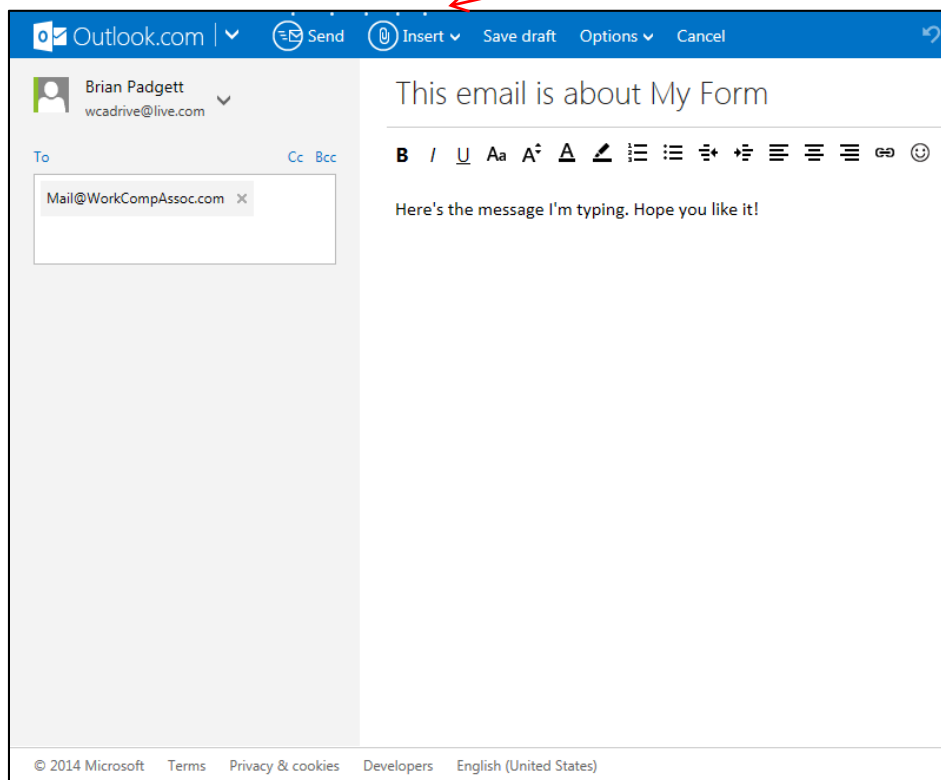 Outlook.com Send Insert Save draft Options Cancel
Brian Padgett
wcadrive@live.com
To Cc Bcc
Mail@WorkCompAssoc.com
This email is about My Form
B I U Aa A A
Here's the message I'm typing. Hope you like it!
© 2014 Microsoft Terms Privacy & cookies Developers English (United States)